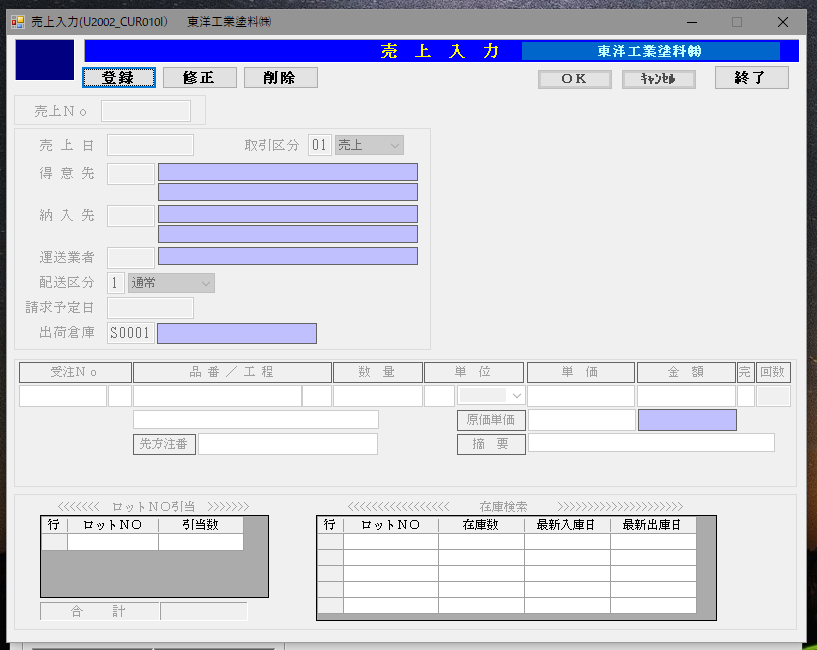 売上入力(U2002_CUR010I) 東洋工業塗料㈱
売 上 入 力 東洋工業塗料㈱
登録 修正 削除 OK ｷｬﾝｾﾙ 終了
売上Ｎｏ
売 上 日 取引区分 01 売上
得 意 先
納 入 先
運送業者
配送区分 1 通常
請求予定日
出荷倉庫 S0001
受注Ｎｏ 品 番 ／ 工 程 数 量 単 位 単 価 金 額 完 回数
原価単価
先方注番 摘 要
<<<<<<< ロットＮＯ引当 >>>>>>> <<<<<<<<<<<<<<<<< 在庫検索 >>>>>>>>>>>>>>>>>>>>>
行 ロットNO 引当数 行 ロットNO 在庫数 最新入庫日 最新出庫日
合 計